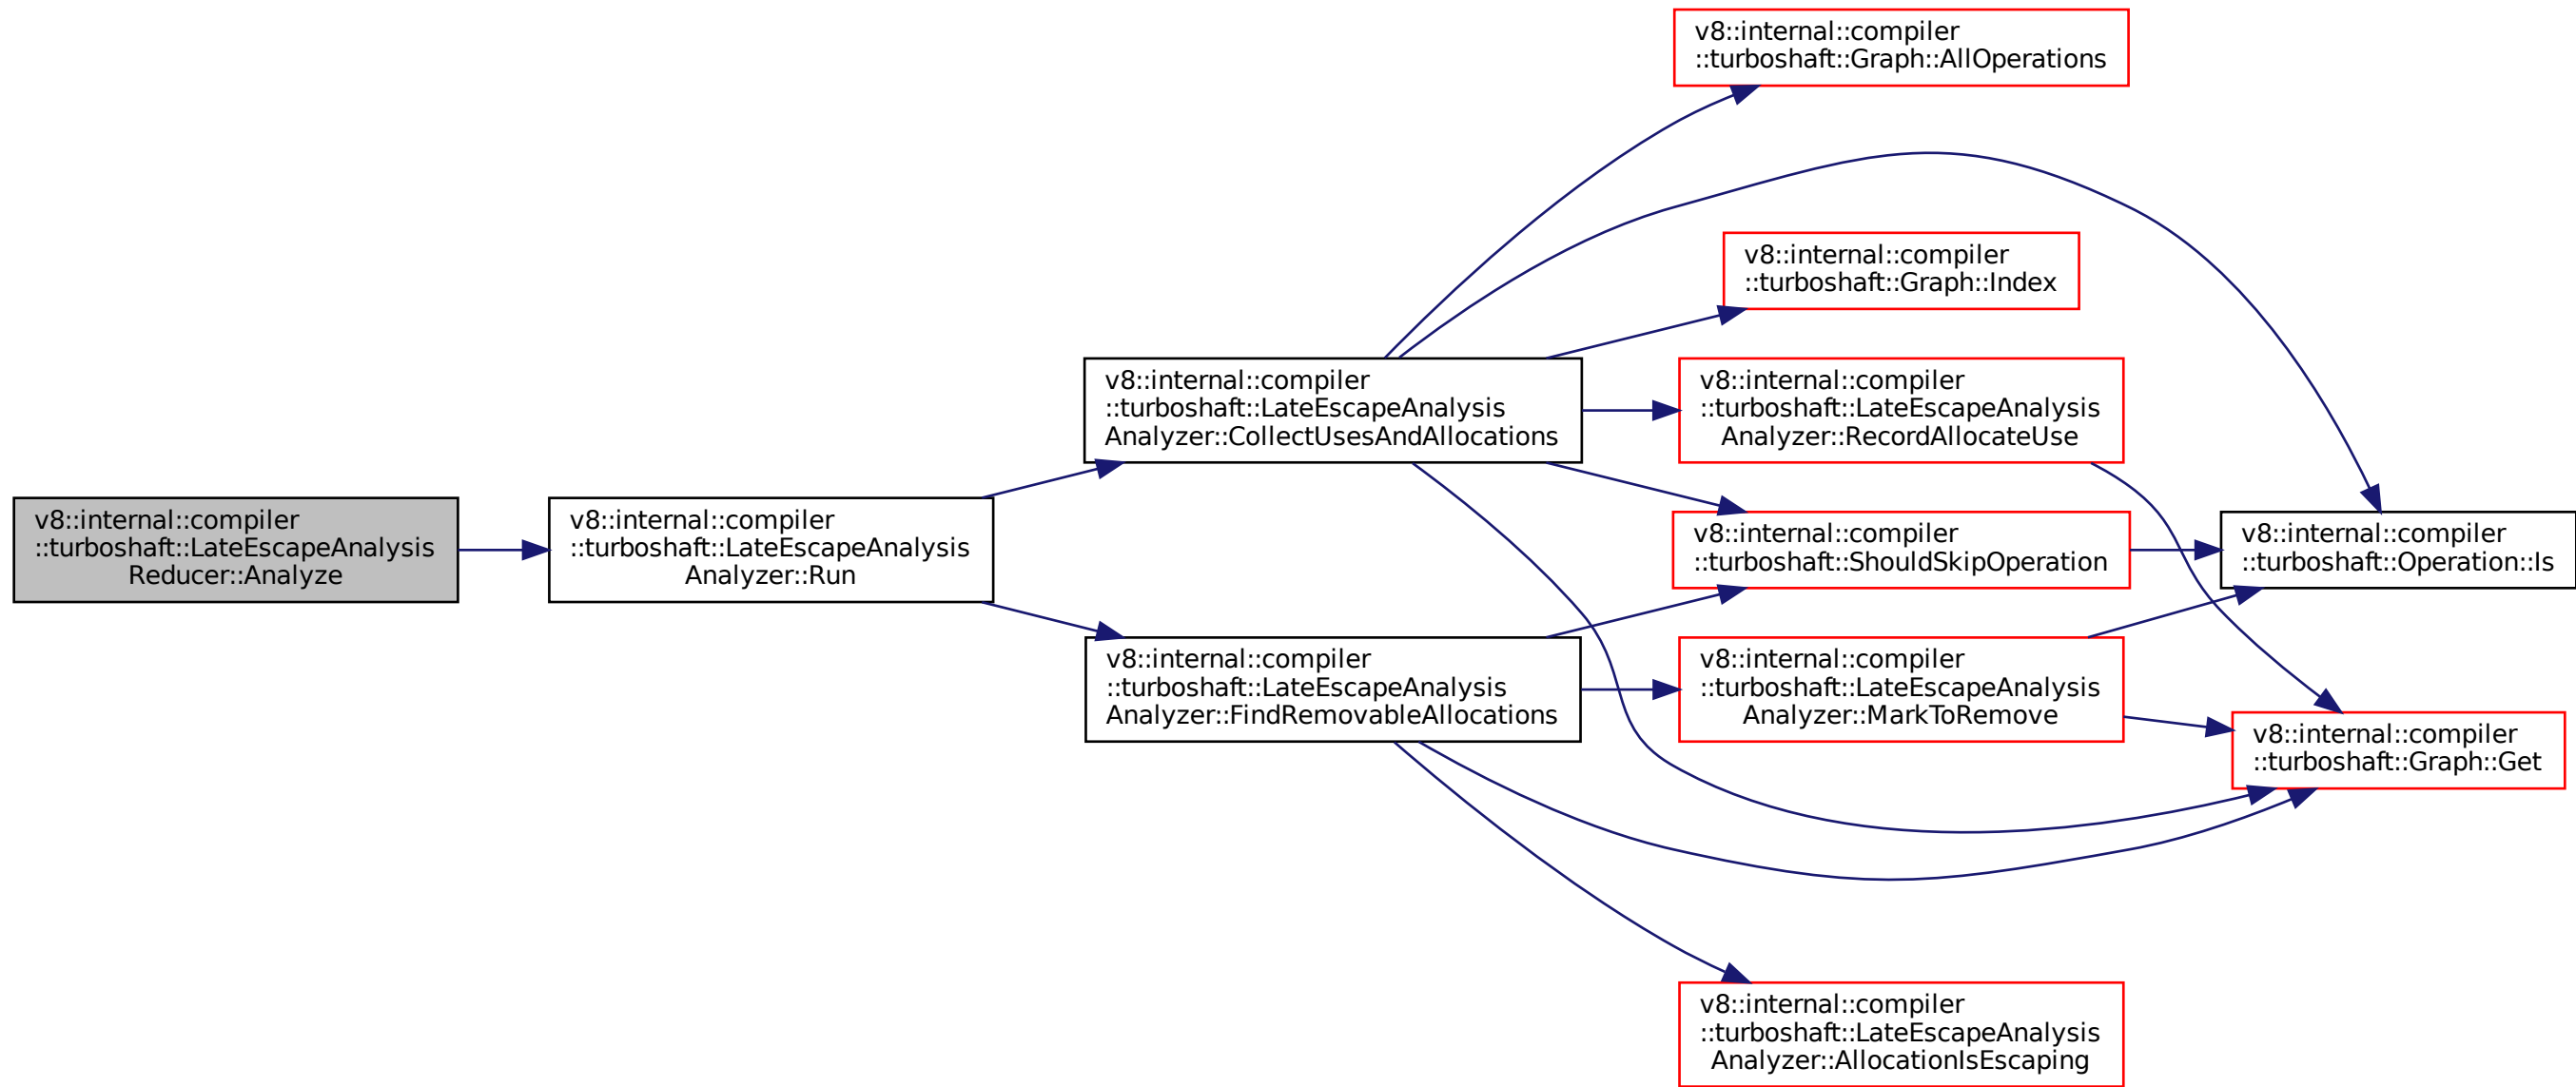 v8::internal::compiler
::turboshaft::LateEscapeAnalysis
Reducer::Analyze
v8::internal::compiler
::turboshaft::LateEscapeAnalysis
Analyzer::Run
v8::internal::compiler
::turboshaft::LateEscapeAnalysis
Analyzer::CollectUsesAndAllocations
v8::internal::compiler
::turboshaft::LateEscapeAnalysis
Analyzer::FindRemovableAllocations
v8::internal::compiler
::turboshaft::Graph::AllOperations
v8::internal::compiler
::turboshaft::Graph::Index
v8::internal::compiler
::turboshaft::LateEscapeAnalysis
Analyzer::RecordAllocateUse
v8::internal::compiler
::turboshaft::ShouldSkipOperation
v8::internal::compiler
::turboshaft::LateEscapeAnalysis
Analyzer::MarkToRemove
v8::internal::compiler
::turboshaft::LateEscapeAnalysis
Analyzer::AllocationIsEscaping
v8::internal::compiler
::turboshaft::Operation::Is
v8::internal::compiler
::turboshaft::Graph::Get